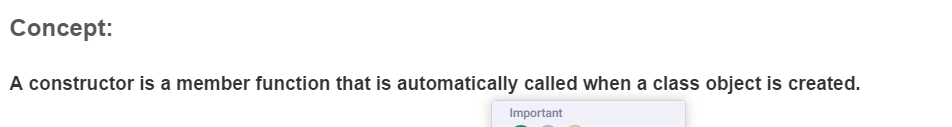 Concept:
A constructor is a member function that is automatically called when a class object is created.
Important